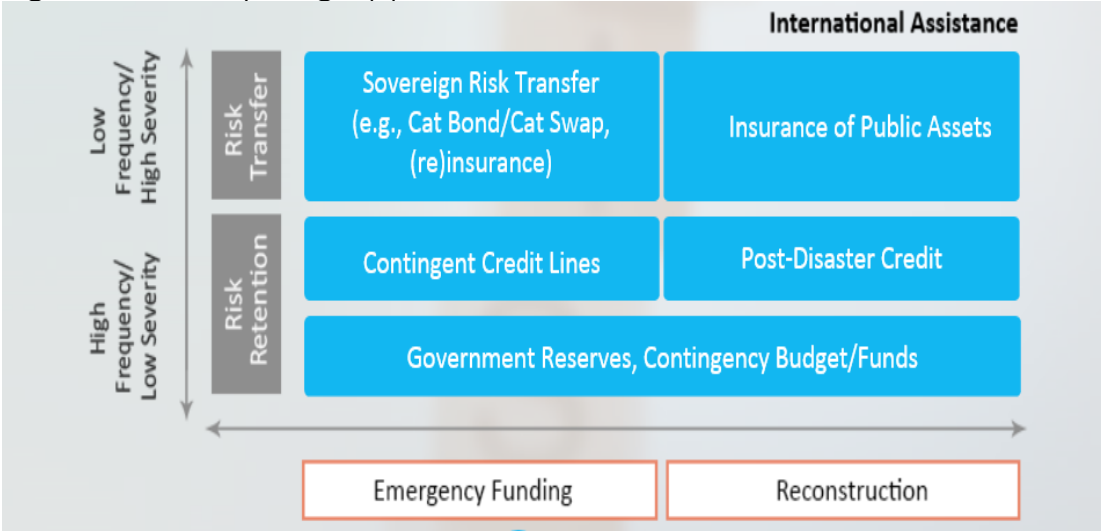 International Assistance
Low
Frequency/
High Severity
Risk
Transfer
Sovereign Risk Transfer
(e.g., Cat Bond/Cat Swap,
(re)insurance)
Insurance of Public Assets
High
Frequency/
Low Severity
Risk
Retention
Contingent Credit Lines
Post-Disaster Credit
Government Reserves, Contingency Budget/Funds
Emergency Funding
Reconstruction